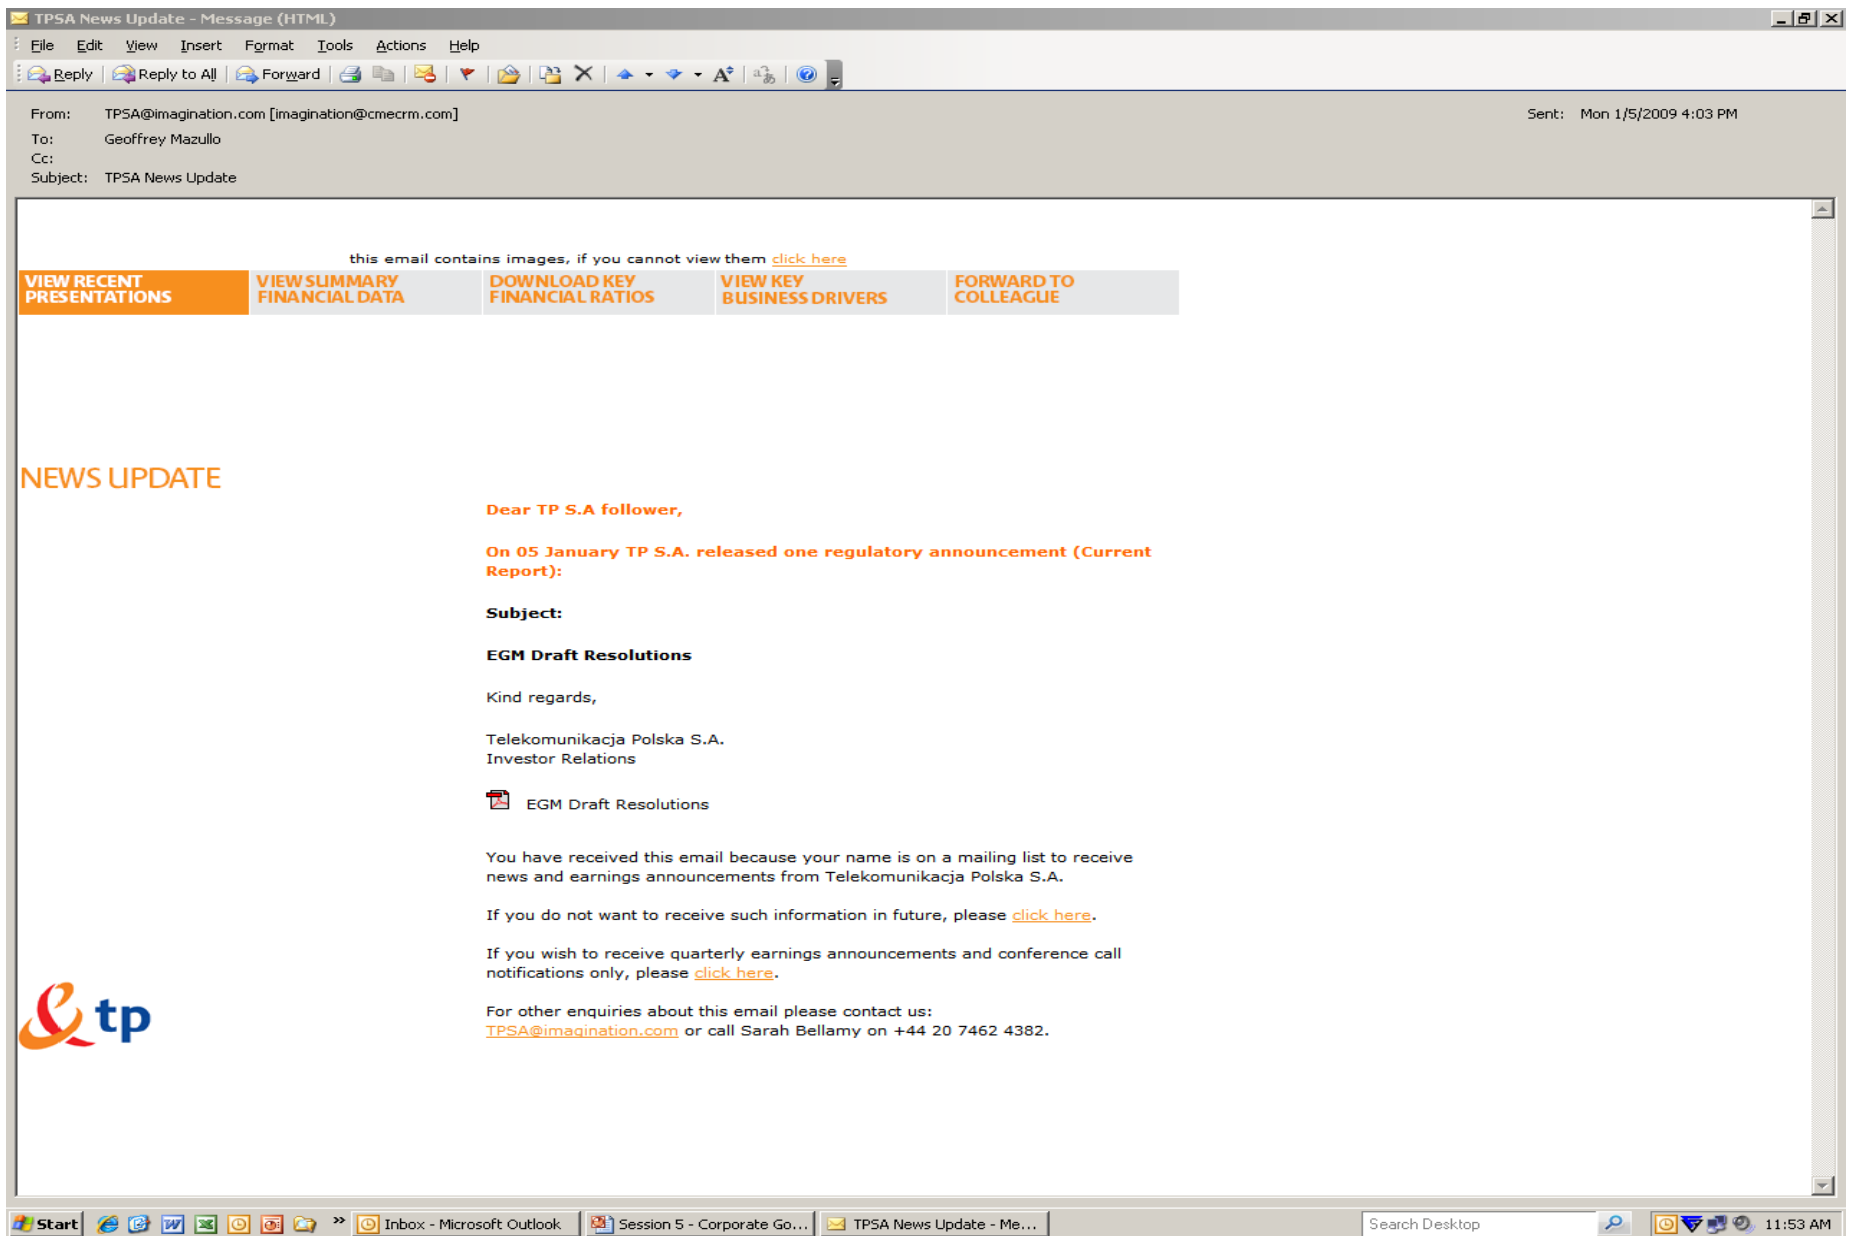 TPSA News Update - Message (HTML)
File Edit View Insert Format Tools Actions Help
Reply Reply to All Forward
From: TPSA@imagination.com [imagination@cmecrm.com] Sent: Mon 1/5/2009 4:03 PM
To: Geoffrey Mazullo
Cc:
Subject: TPSA News Update
this email contains images, if you cannot view them click here
VIEW RECENT PRESENTATIONS
VIEW SUMMARY FINANCIAL DATA
DOWNLOAD KEY FINANCIAL RATIOS
VIEW KEY BUSINESS DRIVERS
FORWARD TO COLLEAGUE
NEWS UPDATE
Dear TP S.A follower,
On 05 January TP S.A. released one regulatory announcement (Current
Report):
Subject:
EGM Draft Resolutions
Kind regards,
Telekomunikacja Polska S.A.
Investor Relations
EGM Draft Resolutions
You have received this email because your name is on a mailing list to receive
news and earnings announcements from Telekomunikacja Polska S.A.
If you do not want to receive such information in future, please click here.
If you wish to receive quarterly earnings announcements and conference call
notifications only, please click here.
For other enquiries about this email please contact us:
TPSA@imagination.com or call Sarah Bellamy on +44 20 7462 4382.
tp
Start » Inbox - Microsoft Outlook Session 5 - Corporate Go... TPSA News Update - Me... Search Desktop 11:53 AM